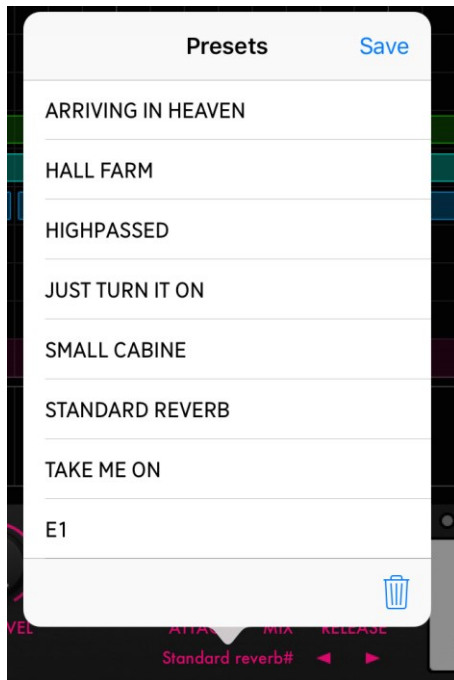 Presets Save
ARRIVING IN HEAVEN
HALL FARM
HIGHPASSED
JUST TURN IT ON
SMALL CABINE
STANDARD REVERB
TAKE ME ON
E1
MIX RELEASE
Standard reverb#